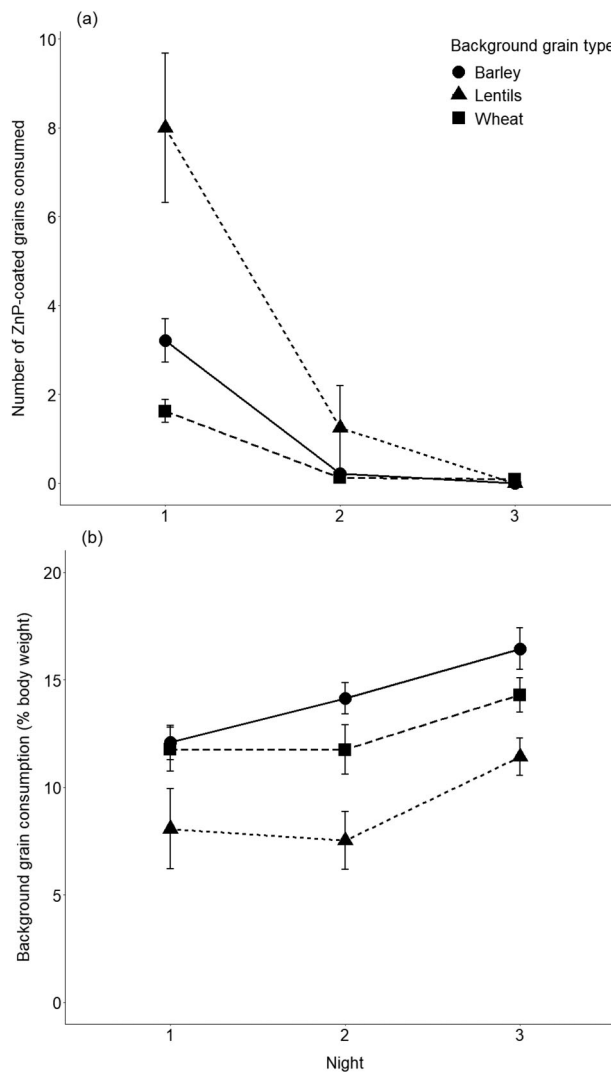 (a)
10
8
6
4
2
0
Number of ZnP-coated grains consumed
Background grain type
Barley
Lentils
Wheat
1 2 3
(b)
20
15
10
5
0
Background grain consumption (% body weight)
1 2 3
Night